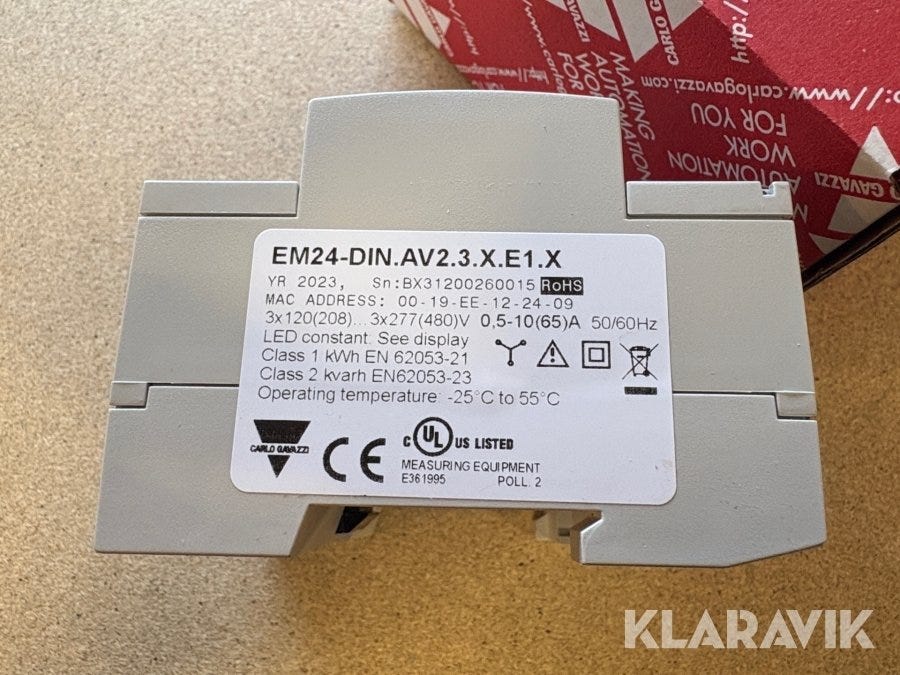 CARLO GAVAZZI
http:/
MAKING
AUTOMATION
WORK
FOR YOU
GAVAZZI
EM24-DIN.AV2.3.X.E1.X
YR 2023, Sn:BX31200260015 RoHS
MAC ADDRESS: 00-19-EE-12-24-09
3x120(208)...3x277(480)V 0,5-10(65)A 50/60Hz
LED constant: See display
Class 1 kWh EN 62053-21
Class 2 kvarh EN62053-23
Operating temperature: -25°C to 55°C
CARLO GAVAZZI
CE
C UL US LISTED
MEASURING EQUIPMENT
E361995 POLL. 2
KLARAVIK